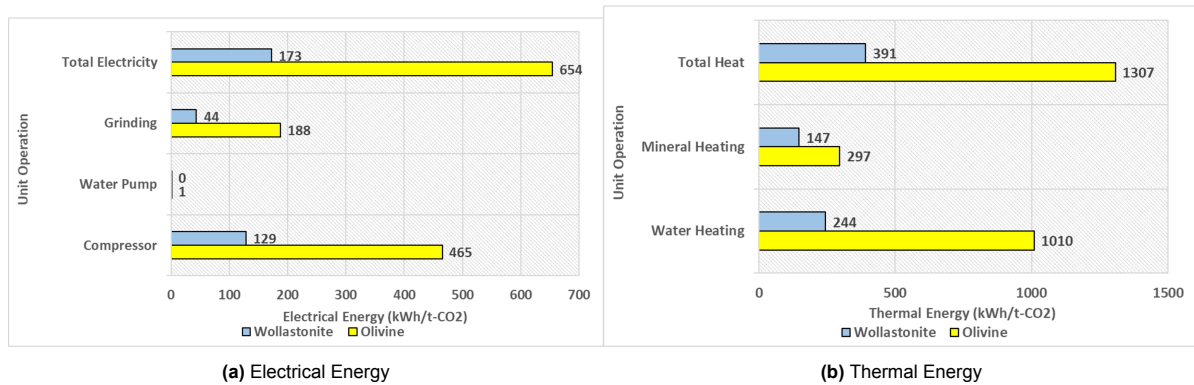 Total Electricity
173
654
Grinding
44
188
Water Pump
0
1
Compressor
129
465
Unit Operation
0 100 200 300 400 500 600 700
Electrical Energy (kWh/t-CO2)
Wollastonite Olivine
(a) Electrical Energy
Total Heat
391
1307
Mineral Heating
147
297
Water Heating
244
1010
Unit Operation
0 500 1000 1500
Thermal Energy (kWh/t-CO2)
Wollastonite Olivine
(b) Thermal Energy